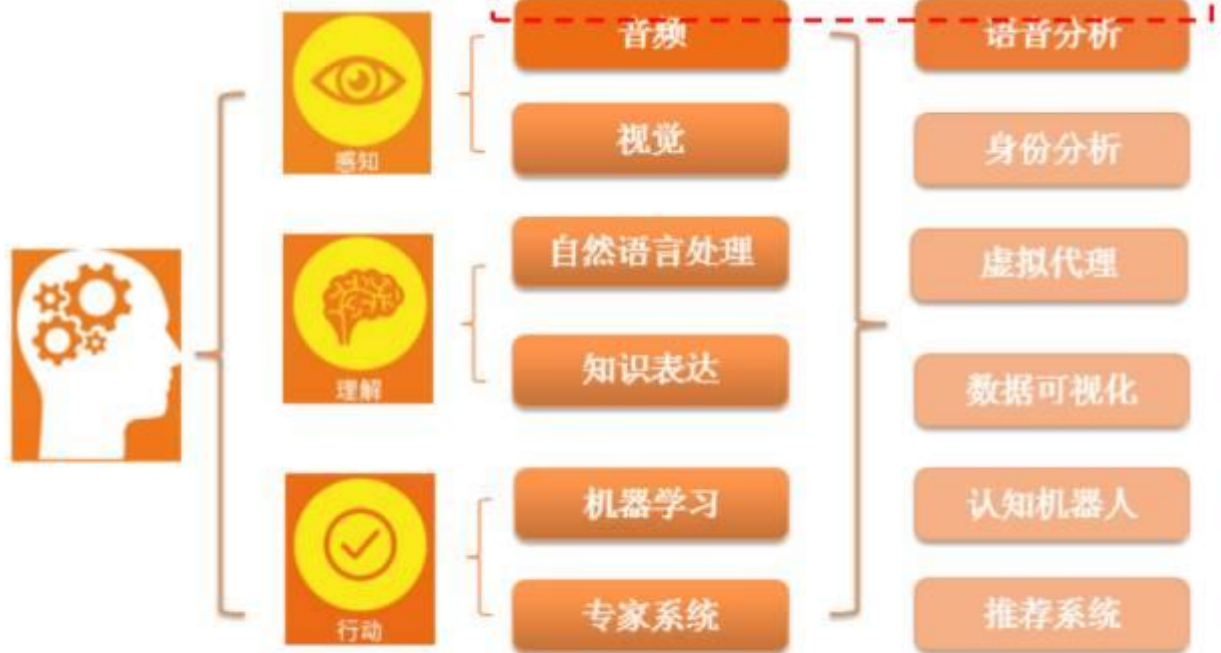 音频
语音分析
感知
视觉
身份分析
自然语言处理
虚拟代理
理解
知识表达
数据可视化
机器学习
认知机器人
行动
专家系统
推荐系统